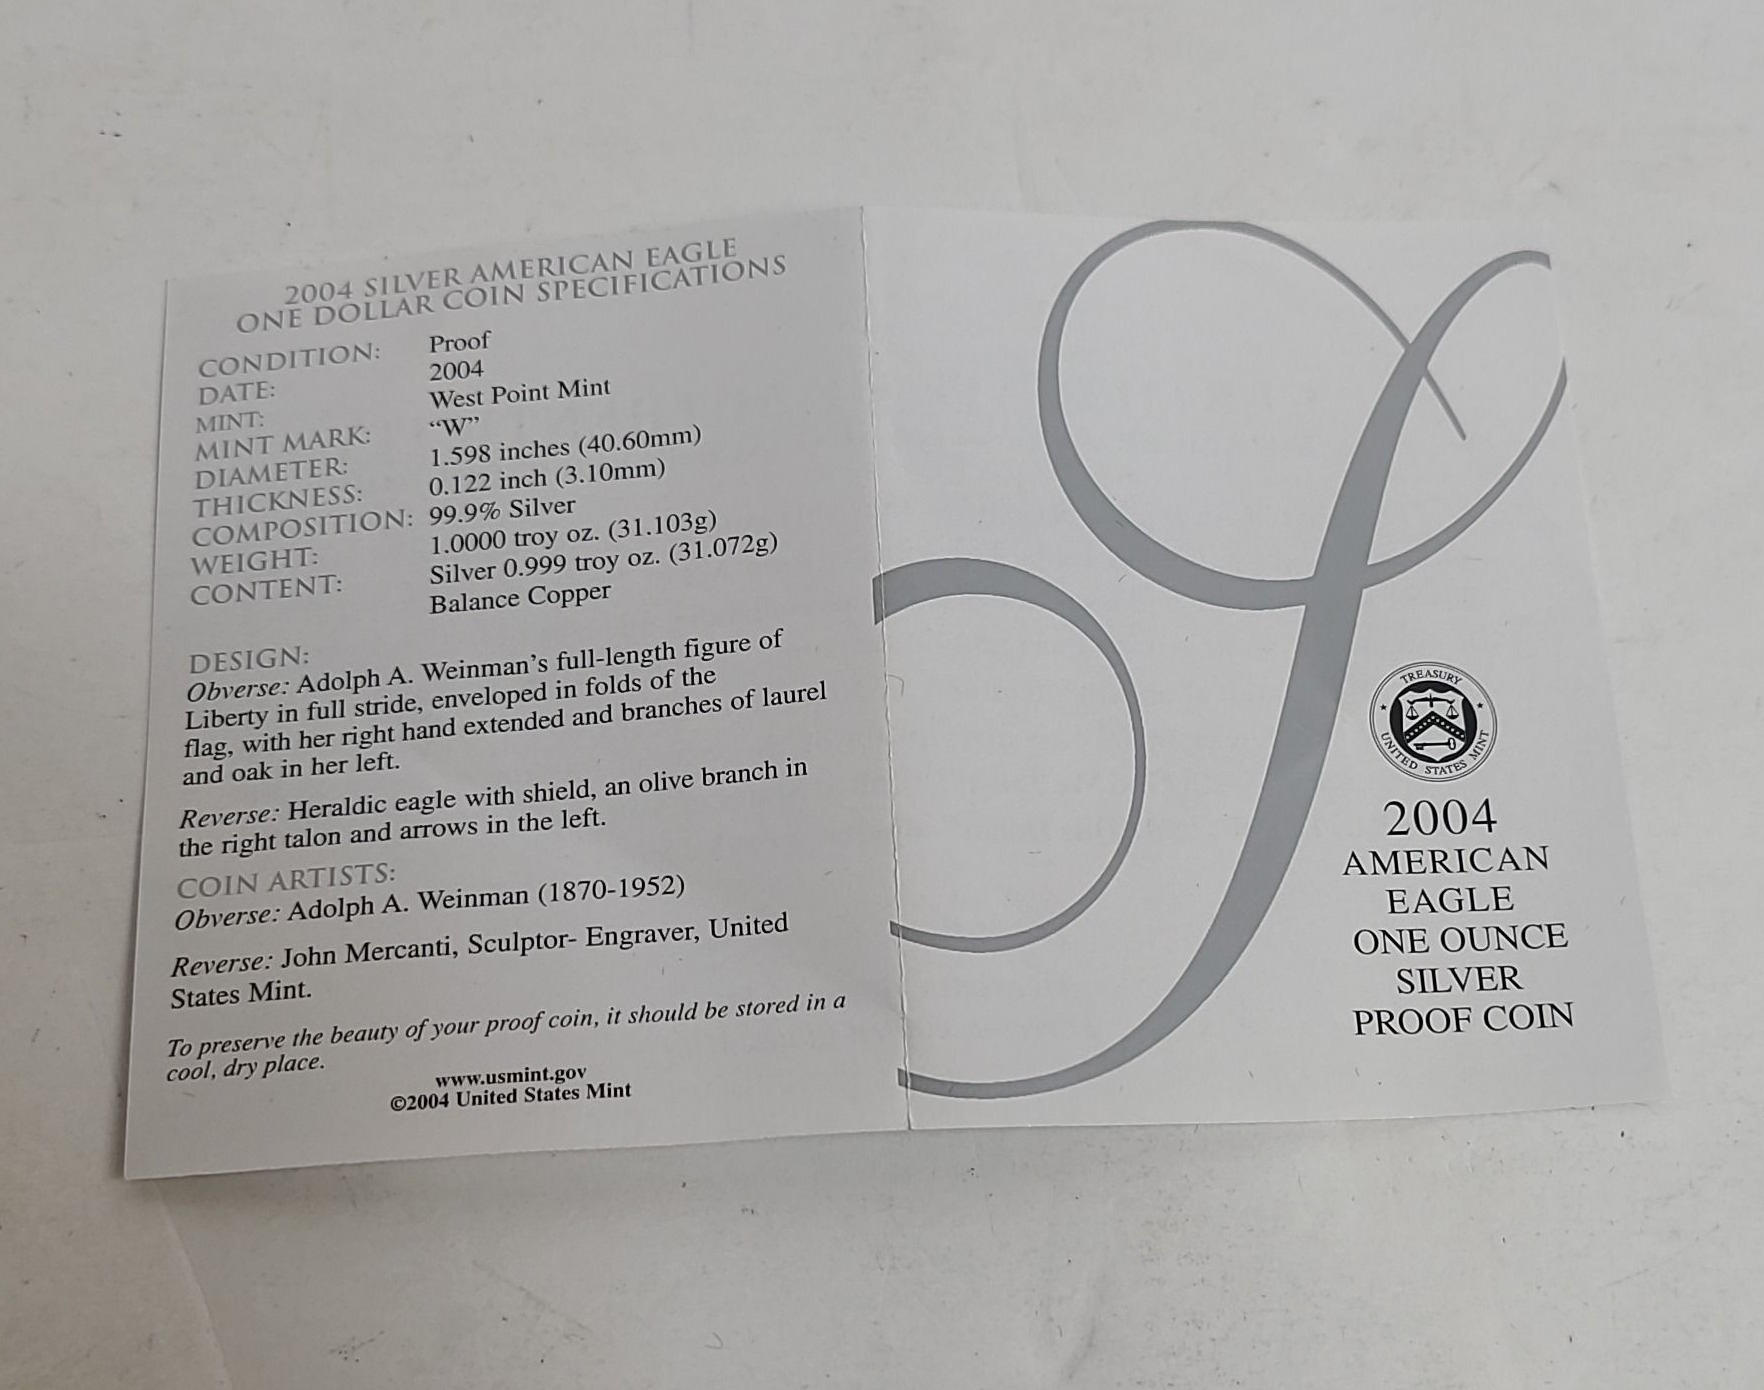 2004 SILVER AMERICAN EAGLE
ONE DOLLAR COIN SPECIFICATIONS
CONDITION: Proof
DATE: 2004
MINT: West Point Mint
MINT MARK: “W”
DIAMETER: 1.598 inches (40.60mm)
THICKNESS: 0.122 inch (3.10mm)
COMPOSITION: 99.9% Silver
WEIGHT: 1.0000 troy oz. (31.103g)
CONTENT: Silver 0.999 troy oz. (31.072g)
Balance Copper
DESIGN:
Obverse: Adolph A. Weinman’s full-length figure of
Liberty in full stride, enveloped in folds of the
flag, with her right hand extended and branches of laurel
and oak in her left.
Reverse: Heraldic eagle with shield, an olive branch in
the right talon and arrows in the left.
COIN ARTISTS:
Obverse: Adolph A. Weinman (1870-1952)
Reverse: John Mercanti, Sculptor- Engraver, United
States Mint.
To preserve the beauty of your proof coin, it should be stored in a
cool, dry place.
www.usmint.gov
©2004 United States Mint
TREASURY
UNITED STATES MINT
2004
AMERICAN
EAGLE
ONE OUNCE
SILVER
PROOF COIN